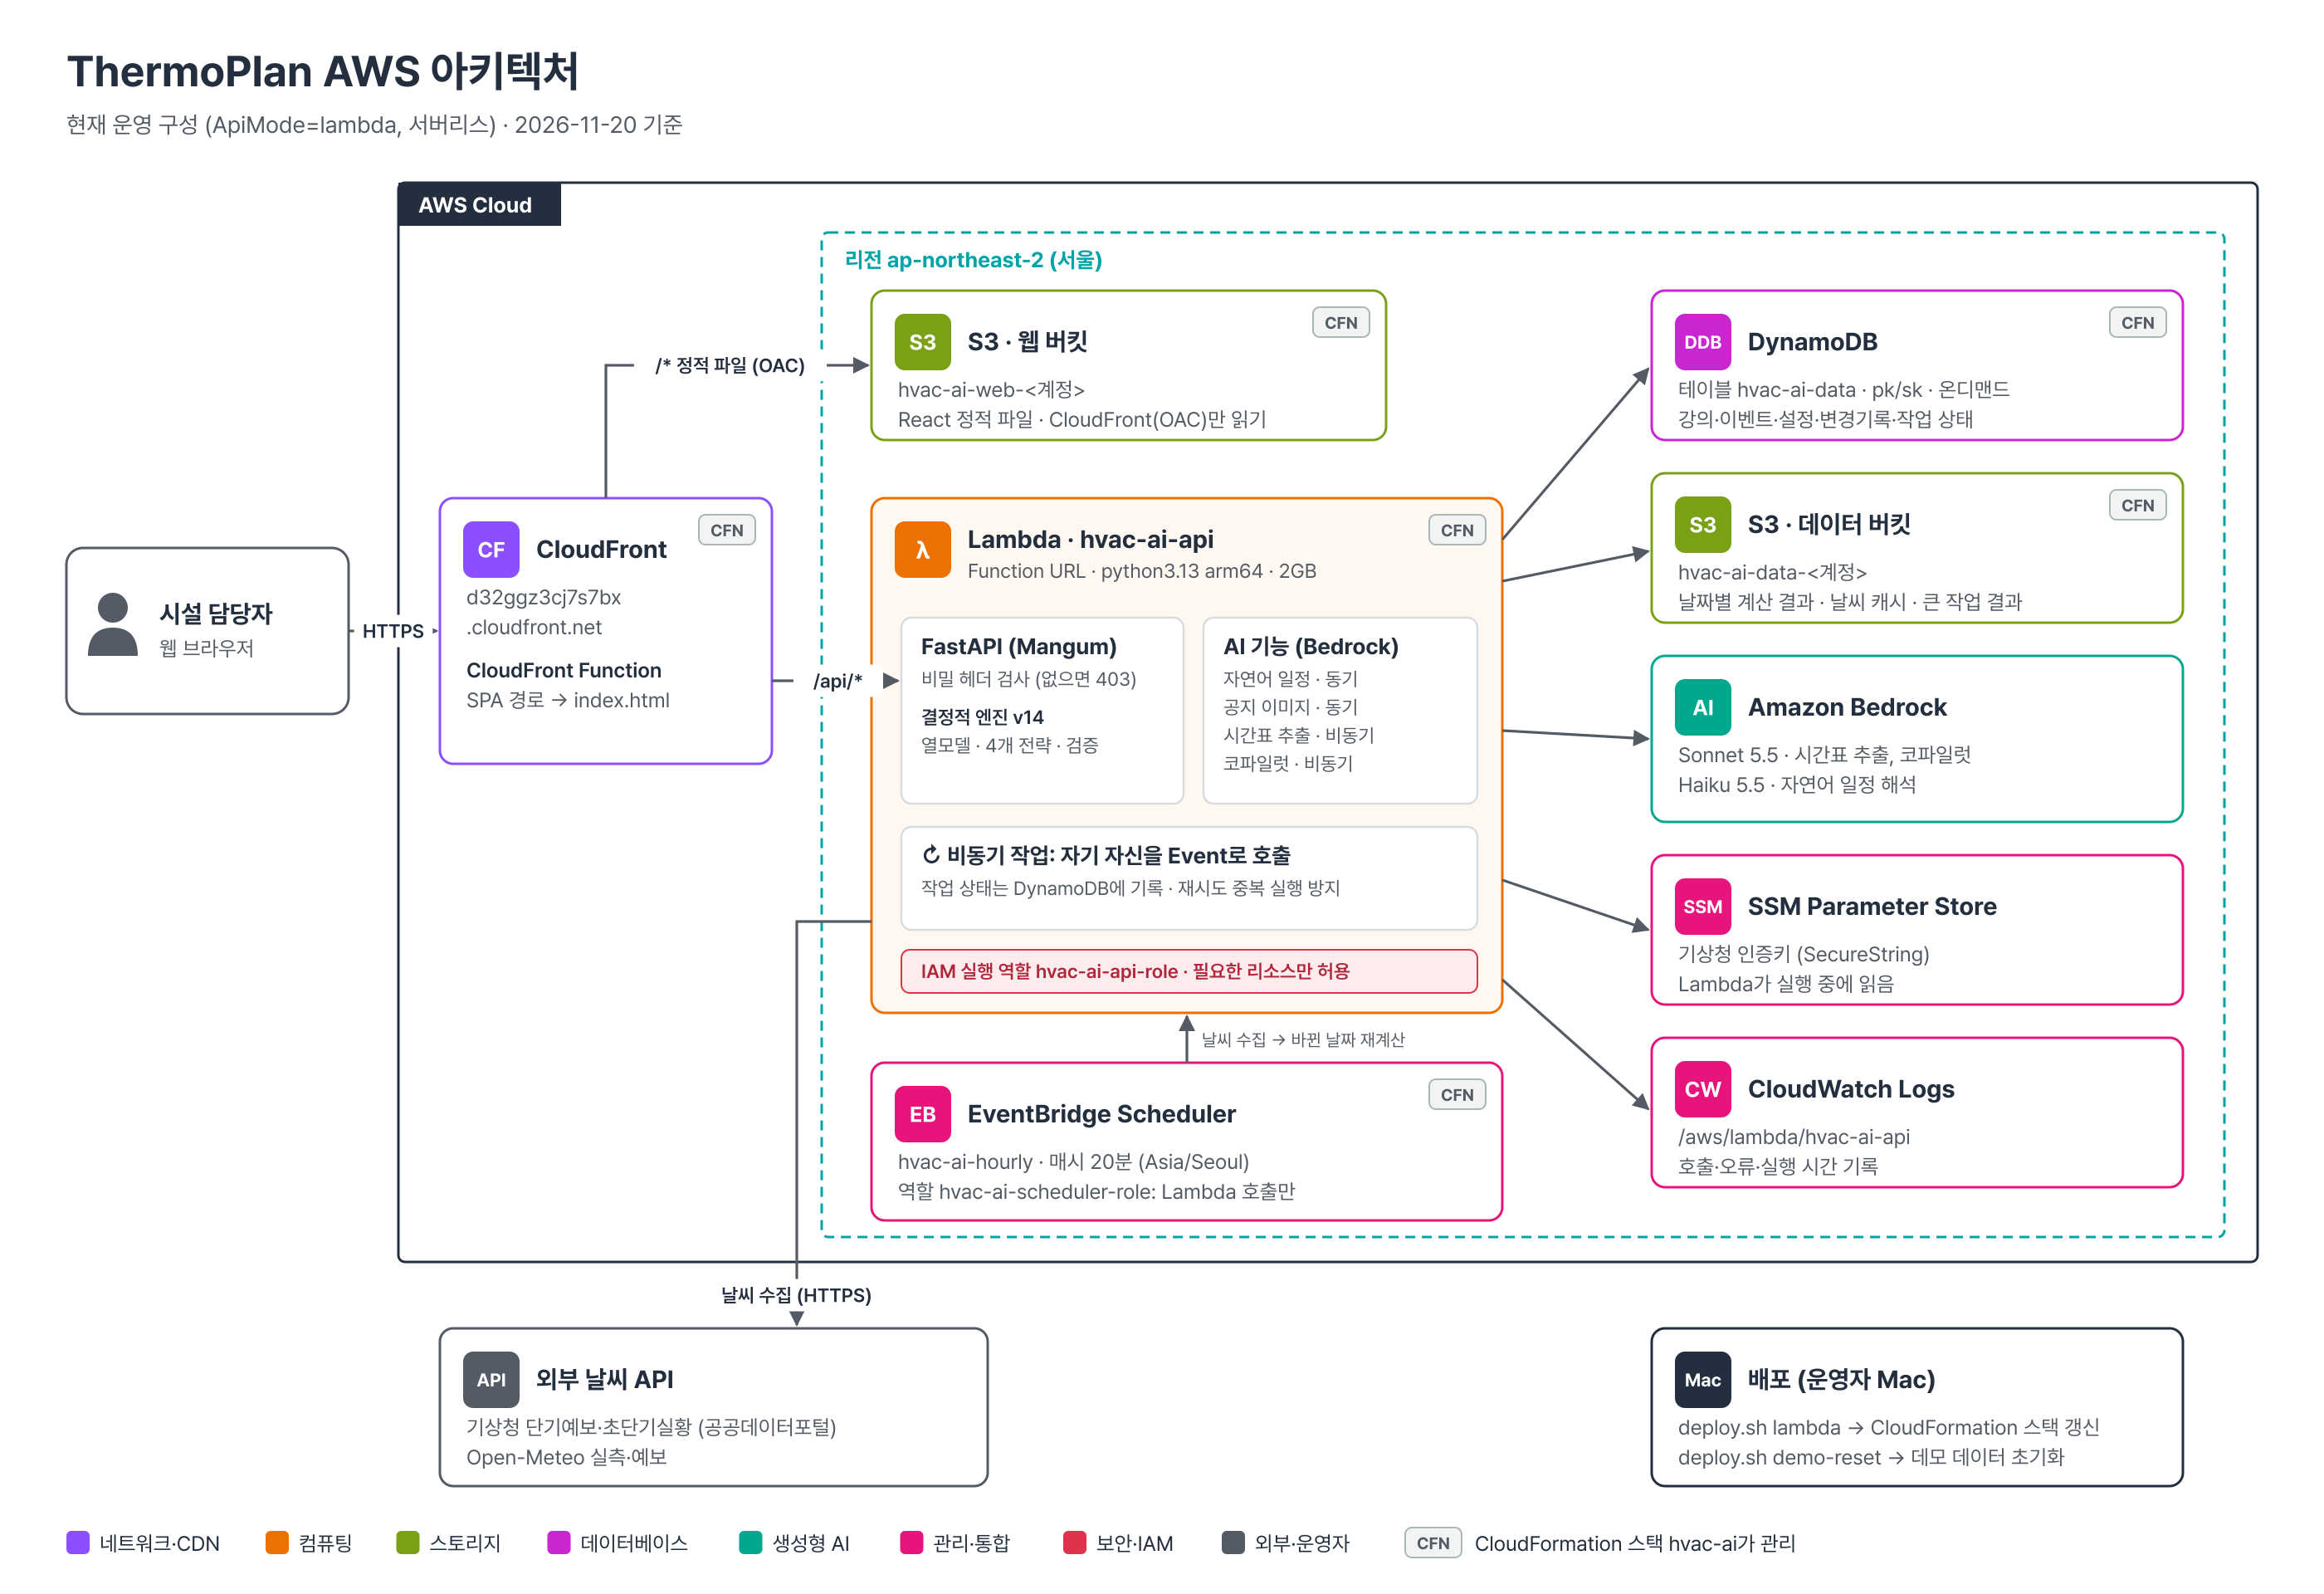 ThermoPlan AWS 아키텍처
현재 운영 구성 (ApiMode=lambda, 서버리스) · 2026-11-20 기준
AWS Cloud
리전 ap-northeast-2 (서울)
시설 담당자
웹 브라우저
HTTPS
CF
CloudFront
CFN
d32ggz3cj7s7bx
.cloudfront.net
CloudFront Function
SPA 경로 → index.html
/* 정적 파일 (OAC)
/api/*
S3
S3 · 웹 버킷
CFN
hvac-ai-web-<계정>
React 정적 파일 · CloudFront(OAC)만 읽기
λ
Lambda · hvac-ai-api
CFN
Function URL · python3.13 arm64 · 2GB
FastAPI (Mangum)
비밀 헤더 검사 (없으면 403)
결정적 엔진 v14
열모델 · 4개 전략 · 검증
AI 기능 (Bedrock)
자연어 일정 · 동기
공지 이미지 · 동기
시간표 추출 · 비동기
코파일럿 · 비동기
↻ 비동기 작업: 자기 자신을 Event로 호출
작업 상태는 DynamoDB에 기록 · 재시도 중복 실행 방지
IAM 실행 역할 hvac-ai-api-role · 필요한 리소스만 허용
날씨 수집 → 바뀐 날짜 재계산
EB
EventBridge Scheduler
CFN
hvac-ai-hourly · 매시 20분 (Asia/Seoul)
역할 hvac-ai-scheduler-role: Lambda 호출만
DDB
DynamoDB
CFN
테이블 hvac-ai-data · pk/sk · 온디맨드
강의·이벤트·설정·변경기록·작업 상태
S3
S3 · 데이터 버킷
CFN
hvac-ai-data-<계정>
날짜별 계산 결과 · 날씨 캐시 · 큰 작업 결과
AI
Amazon Bedrock
Sonnet 5.5 · 시간표 추출, 코파일럿
Haiku 5.5 · 자연어 일정 해석
SSM
SSM Parameter Store
기상청 인증키 (SecureString)
Lambda가 실행 중에 읽음
CW
CloudWatch Logs
/aws/lambda/hvac-ai-api
호출·오류·실행 시간 기록
날씨 수집 (HTTPS)
API
외부 날씨 API
기상청 단기예보·초단기실황 (공공데이터포털)
Open-Meteo 실측·예보
Mac
배포 (운영자 Mac)
deploy.sh lambda → CloudFormation 스택 갱신
deploy.sh demo-reset → 데모 데이터 초기화
네트워크·CDN
컴퓨팅
스토리지
데이터베이스
생성형 AI
관리·통합
보안·IAM
외부·운영자
CFN
CloudFormation 스택 hvac-ai가 관리